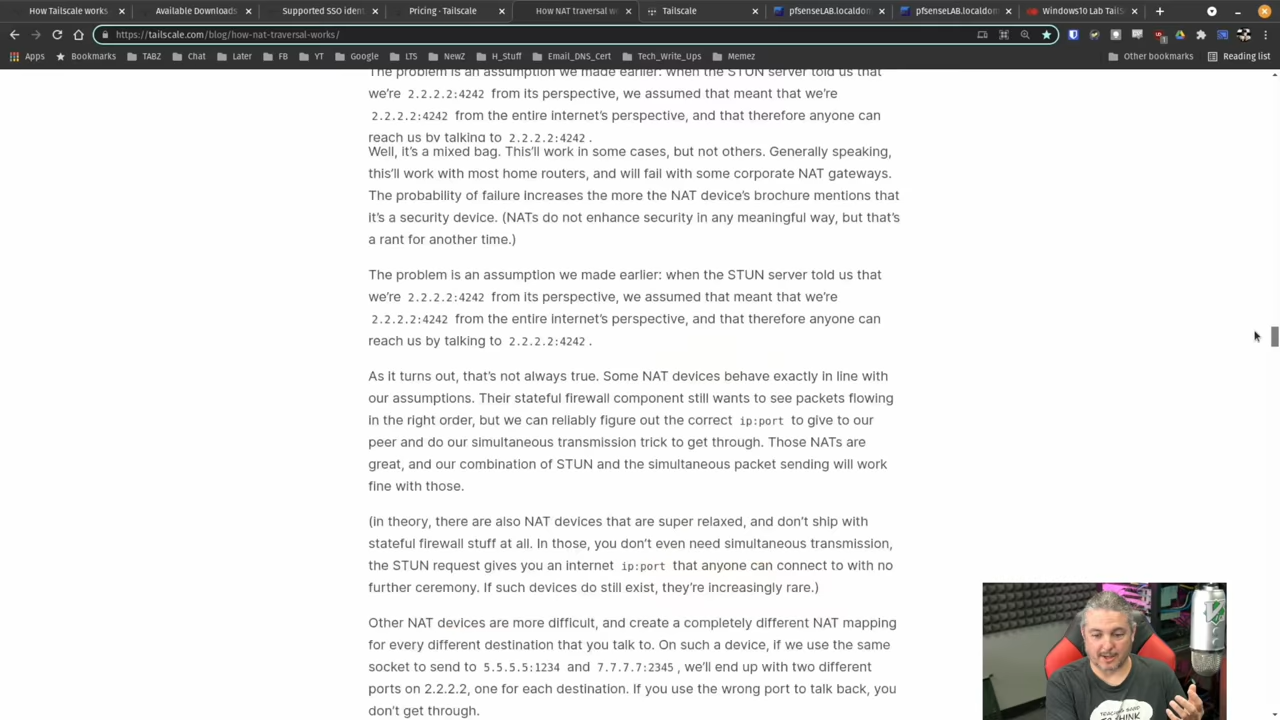 How Tailscale works
Available Downloads
Supported SSO ident
Pricing · Tailscale
How NAT traversal w
Tailscale
pfsenseLAB.localdom
pfsenseLAB.localdom
Windows10 Lab TailS
https://tailscale.com/blog/how-nat-traversal-works/
Apps Bookmarks TABZ Chat Later FB YT Google LTS NewZ H_Stuff Email_DNS_Cert Tech_Write_Ups Memez Other bookmarks Reading list
The problem is an assumption we made earlier: when the STUN server told us that
we're 2.2.2.2:4242 from its perspective, we assumed that meant that we're
2.2.2.2:4242 from the entire internet's perspective, and that therefore anyone can
reach us by talking to 2.2.2.2:4242 .
Well, it's a mixed bag. This'll work in some cases, but not others. Generally speaking,
this'll work with most home routers, and will fail with some corporate NAT gateways.
The probability of failure increases the more the NAT device's brochure mentions that
it's a security device. (NATs do not enhance security in any meaningful way, but that's
a rant for another time.)
The problem is an assumption we made earlier: when the STUN server told us that
we're 2.2.2.2:4242 from its perspective, we assumed that meant that we're
2.2.2.2:4242 from the entire internet's perspective, and that therefore anyone can
reach us by talking to 2.2.2.2:4242 .
As it turns out, that's not always true. Some NAT devices behave exactly in line with
our assumptions. Their stateful firewall component still wants to see packets flowing
in the right order, but we can reliably figure out the correct ip:port to give to our
peer and do our simultaneous transmission trick to get through. Those NATs are
great, and our combination of STUN and the simultaneous packet sending will work
fine with those.
(in theory, there are also NAT devices that are super relaxed, and don't ship with
stateful firewall stuff at all. In those, you don't even need simultaneous transmission,
the STUN request gives you an internet ip:port that anyone can connect to with no
further ceremony. If such devices do still exist, they're increasingly rare.)
Other NAT devices are more difficult, and create a completely different NAT mapping
for every different destination that you talk to. On such a device, if we use the same
socket to send to 5.5.5.5:1234 and 7.7.7.7:2345 , we'll end up with two different
ports on 2.2.2.2, one for each destination. If you use the wrong port to talk back, you
don't get through.
THINK